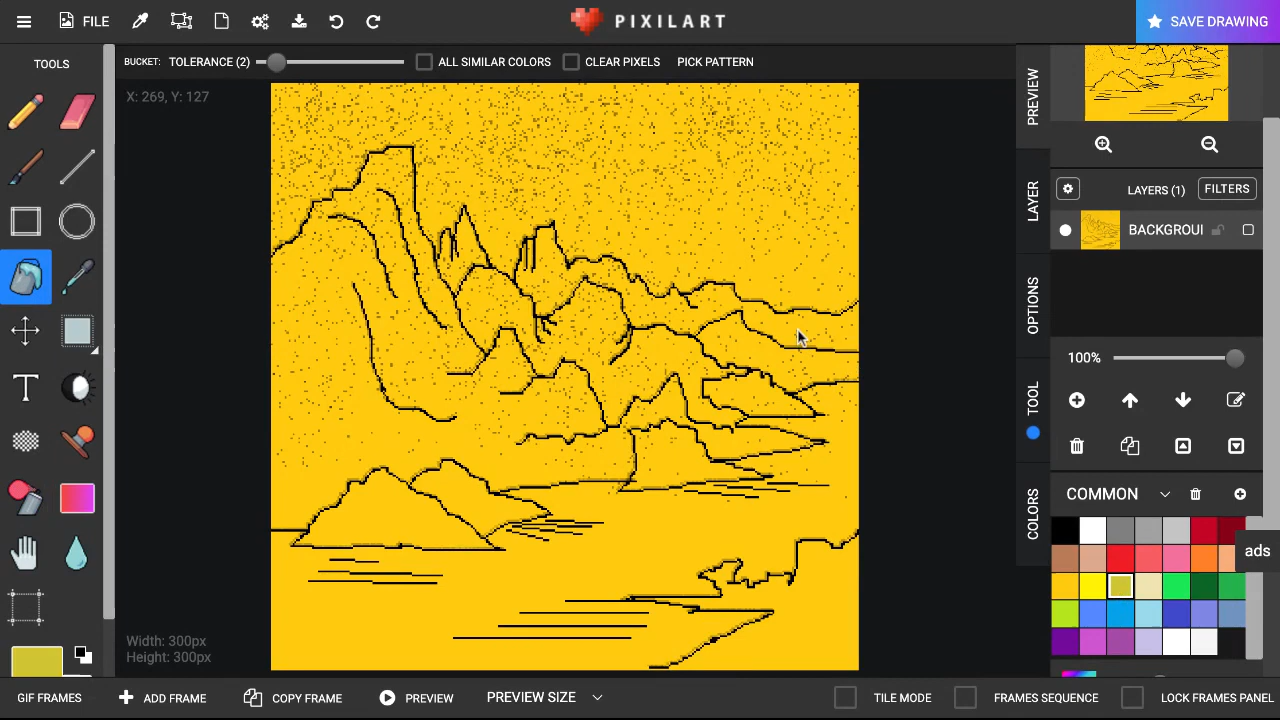 FILE
PIXILART
SAVE DRAWING
TOOLS
BUCKET: TOLERANCE (2)
ALL SIMILAR COLORS
CLEAR PIXELS
PICK PATTERN
X: 269, Y: 127
PREVIEW
LAYER
OPTIONS
TOOL
COLORS
LAYERS (1)
FILTERS
BACKGROUI
100%
COMMON
ads
Width: 300px
Height: 300px
GIF FRAMES
ADD FRAME
COPY FRAME
PREVIEW
PREVIEW SIZE
TILE MODE
FRAMES SEQUENCE
LOCK FRAMES PANEL